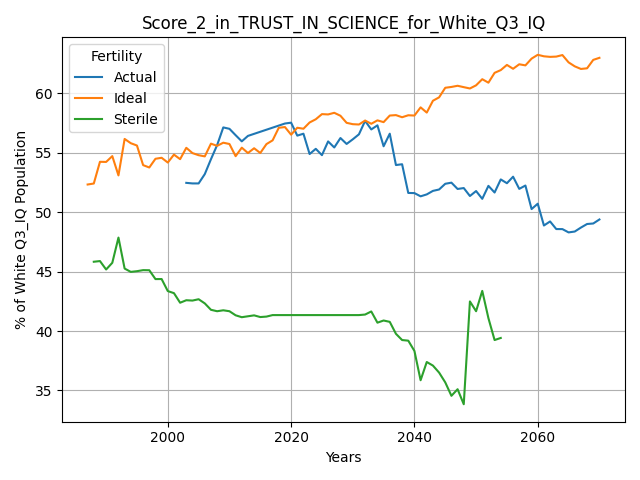 Score_2_in_TRUST_IN_SCIENCE_for_White_Q3_IQ
Fertility
Actual
Ideal
Sterile
% of White Q3_IQ Population
60
55
50
45
40
35
2000
2020
2040
2060
Years